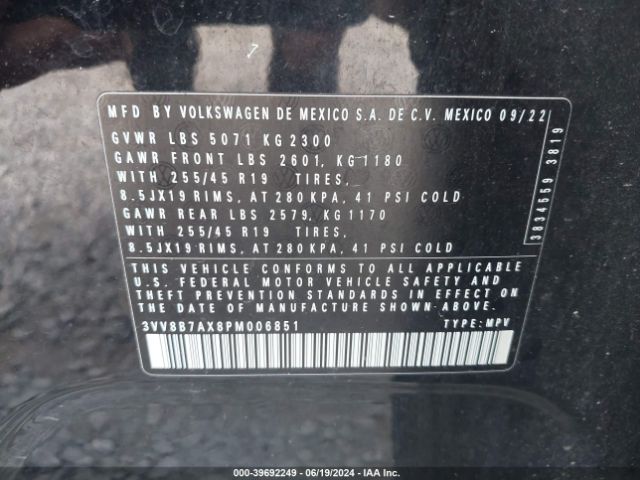 MFD BY VOLKSWAGEN DE MEXICO S.A. DE C.V. MEXICO 09/22
GVWR LBS 5071 KG 2300
GAWR FRONT LBS 2601, KG 1180
WITH 255/45 R19 TIRES,
8.5JX19 RIMS, AT 280 KPA, 41 PSI COLD
GAWR REAR LBS 2579, KG 1170
WITH 255/45 R19 TIRES,
8.5JX19 RIMS, AT 280 KPA, 41 PSI COLD
3834559 3819
THIS VEHICLE CONFORMS TO ALL APPLICABLE
U.S. FEDERAL MOTOR VEHICLE SAFETY AND
THEFT PREVENTION STANDARDS IN EFFECT ON
THE DATE OF MANUFACTURE SHOWN ABOVE.
3VV8B7AX8PM006851 TYPE: MPV
000-39692249 - 06/19/2024 - IAA Inc.